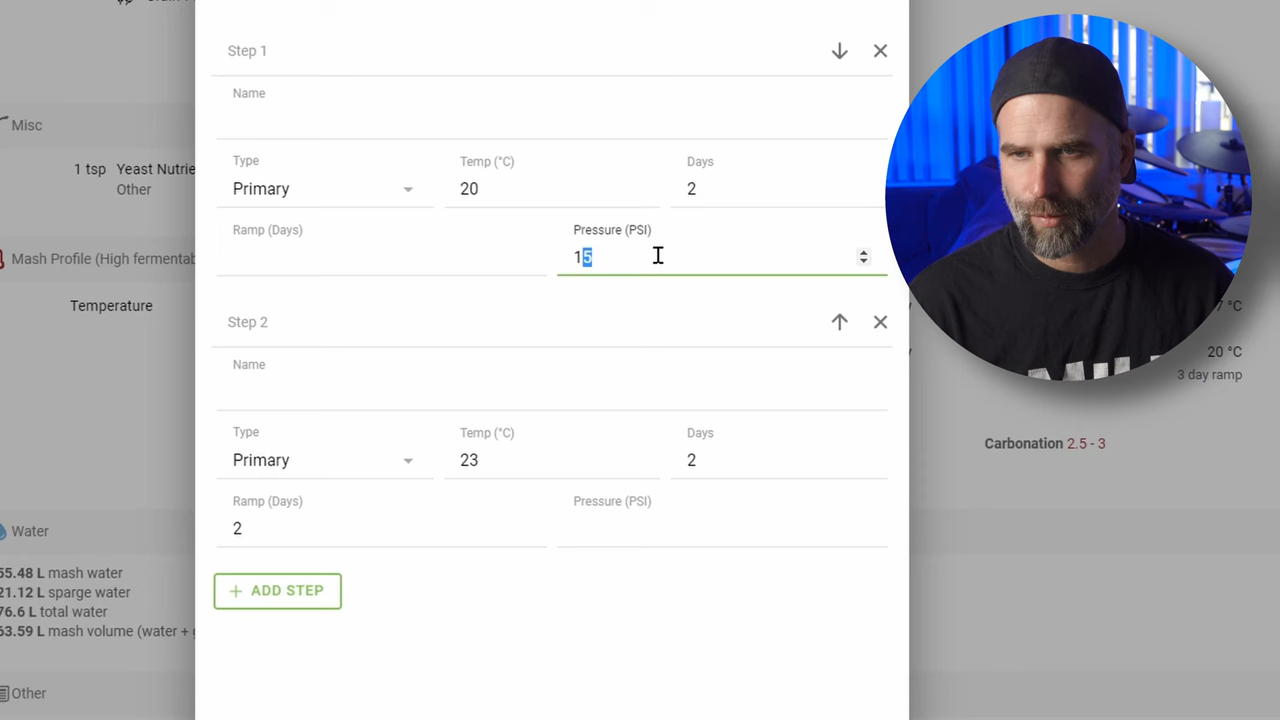 Step 1
Name
Misc
1 tsp Yeast Nutrie
Other
Type
Temp (°C)
Days
Primary
20
2
Ramp (Days)
Pressure (PSI)
15
Mash Profile (High fermentab
Temperature
7 °C
Step 2
20 °C
3 day ramp
Name
Carbonation 2.5 - 3
Type
Temp (°C)
Days
Primary
23
2
Ramp (Days)
Pressure (PSI)
2
Water
55.48 L mash water
21.12 L sparge water
76.6 L total water
63.59 L mash volume (water + g
+ ADD STEP
Other